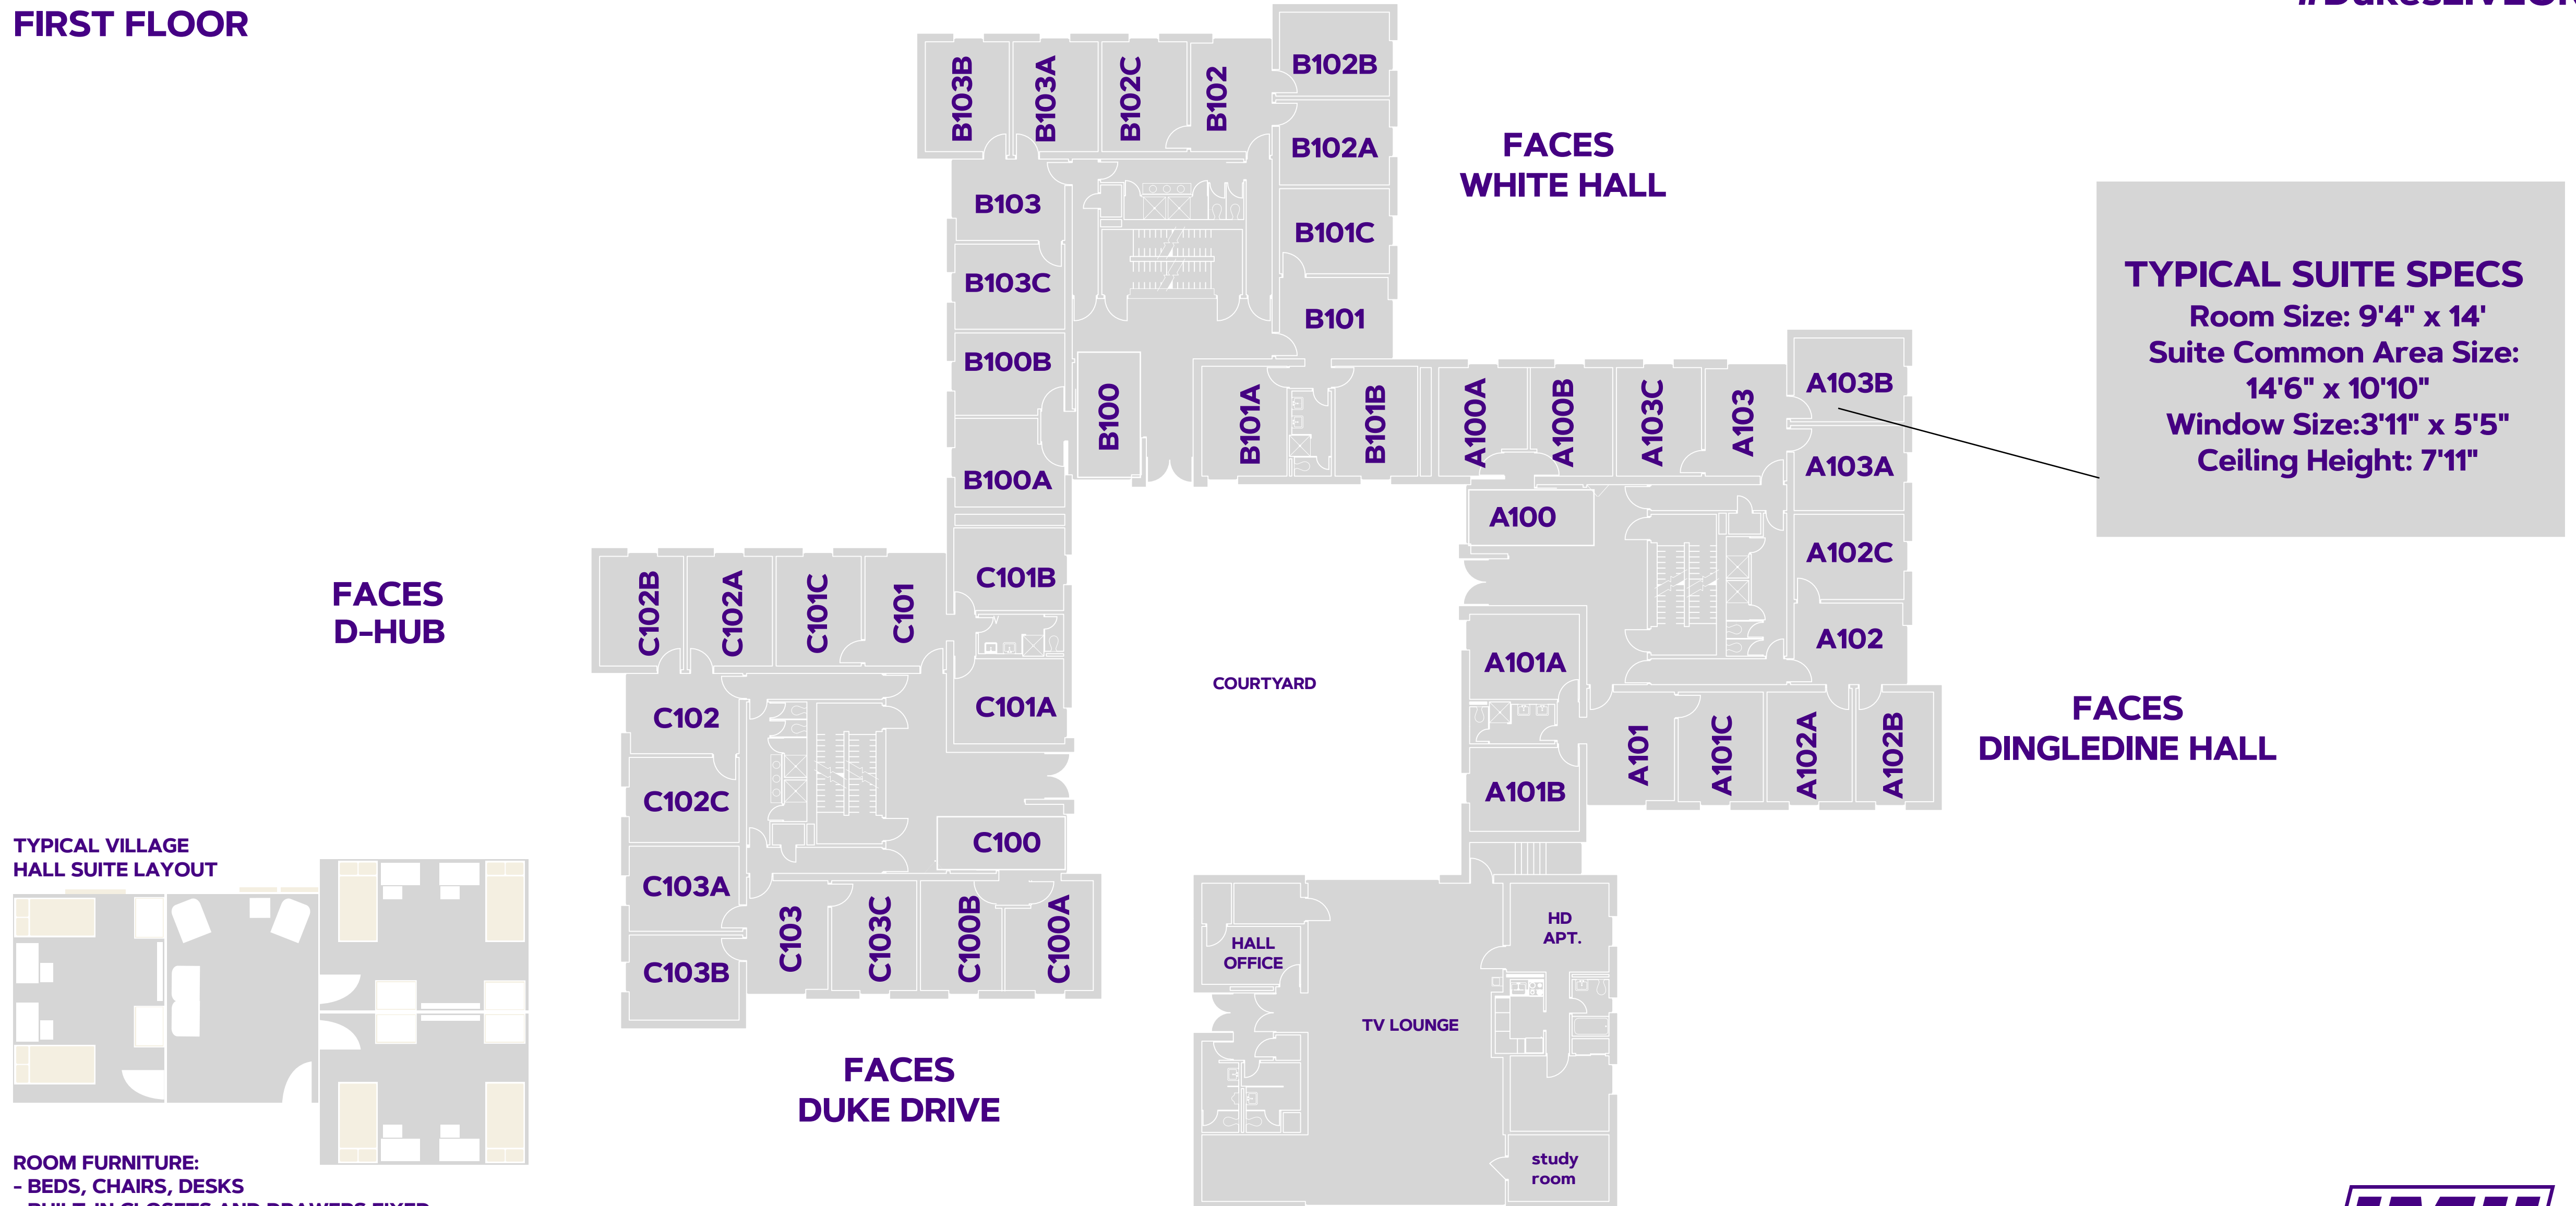 FIRST FLOOR
B103B
B103A
B102C
B102
B102B
B102A
B101C
B101
B103
B103C
B100B
B100A
B100
B101A
B101B
FACES
WHITE HALL
A100A
A100B
A103C
A103
A103B
A103A
A102C
A102
A100
A101A
A101B
A101
A101C
A102A
A102B
TYPICAL SUITE SPECS
Room Size: 9'4" x 14'
Suite Common Area Size:
14'6" x 10'10"
Window Size:3'11" x 5'5"
Ceiling Height: 7'11"
FACES
D-HUB
C102B
C102A
C101C
C101
C101B
C101A
C102
C102C
C103A
C103B
C100
C103
C103C
C100B
C100A
COURTYARD
FACES
DINGLEDINE HALL
TYPICAL VILLAGE
HALL SUITE LAYOUT
HALL
OFFICE
HD
APT.
TV LOUNGE
study
room
FACES
DUKE DRIVE
ROOM FURNITURE:
- BEDS, CHAIRS, DESKS